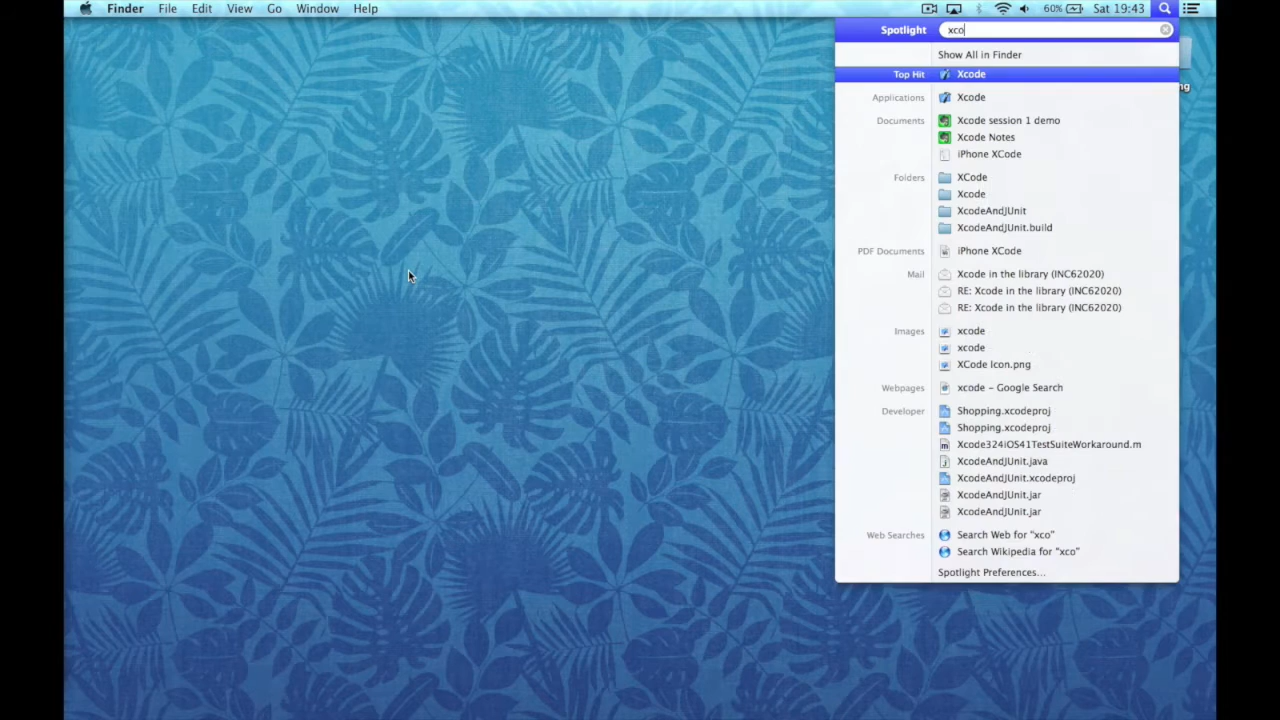 Finder File Edit View Go Window Help 60% Sat 19:43
Spotlight xco
Show All in Finder
Top Hit Xcode
Applications Xcode
Documents Xcode session 1 demo
Xcode Notes
iPhone XCode
Folders XCode
Xcode
XcodeAndJUnit
XcodeAndJUnit.build
PDF Documents iPhone XCode
Mail Xcode in the library (INC62020)
RE: Xcode in the library (INC62020)
RE: Xcode in the library (INC62020)
Images xcode
xcode
XCode Icon.png
Webpages xcode – Google Search
Developer Shopping.xcodeproj
Shopping.xcodeproj
Xcode324iOS41TestSuiteWorkaround.m
XcodeAndJUnit.java
XcodeAndJUnit.xcodeproj
XcodeAndJUnit.jar
XcodeAndJUnit.jar
Web Searches Search Web for "xco"
Search Wikipedia for "xco"
Spotlight Preferences...